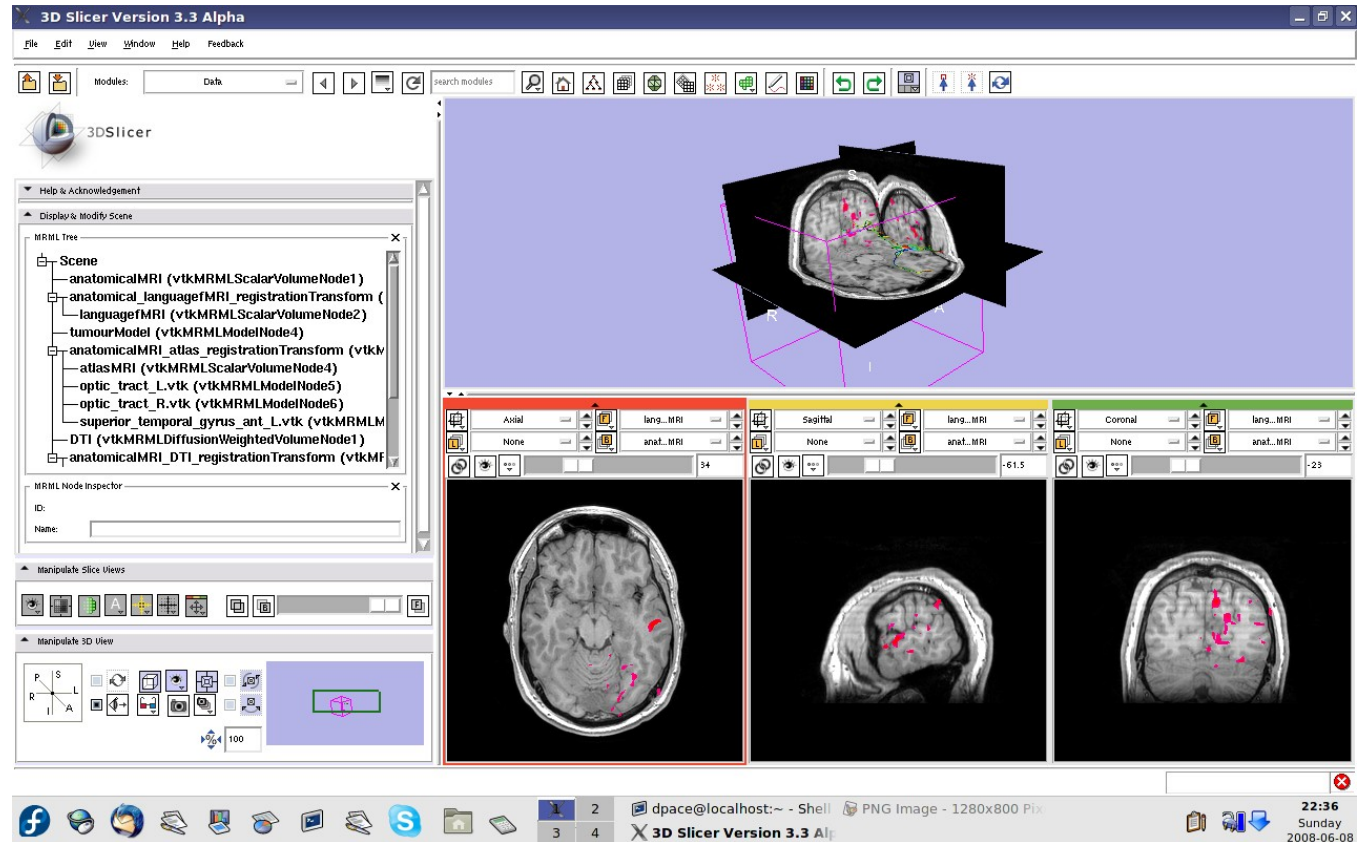 3D Slicer Version 3.3 Alpha
File Edit View Window Help Feedback
Modules: Data search modules
3DSlicer
Help & Acknowledgement
Display & Modify Scene
MRML Tree
Scene
anatomicalMRI (vtkMRMLScalarVolumeNode1)
anatomical_languagefMRI_registrationTransform (
languagefMRI (vtkMRMLScalarVolumeNode2)
tumourModel (vtkMRMLModelNode4)
anatomicalMRI_atlas_registrationTransform (vtkM
atlasMRI (vtkMRMLScalarVolumeNode4)
optic_tract_L.vtk (vtkMRMLModelNode5)
optic_tract_R.vtk (vtkMRMLModelNode6)
superior_temporal_gyrus_ant_L.vtk (vtkMRMLM
DTI (vtkMRMLDiffusionWeightedVolumeNode1)
anatomicalMRI_DTI_registrationTransform (vtkMF
MRML Node Inspector
ID:
Name:
Manipulate Slice Views
A B F
Manipulate 3D View
P S
R L
I A
100
S
R A
I
Axial F lang...MRI
L None B anat...MRI
34
Sagittal F lang...MRI
L None B anat...MRI
-61.5
Coronal F lang...MRI
L None B anat...MRI
-23
1 2
3 4
dpace@localhost:~ - Shell
PNG Image - 1280x800 Pix
3D Slicer Version 3.3 Alp
22:36
Sunday
2008-06-08